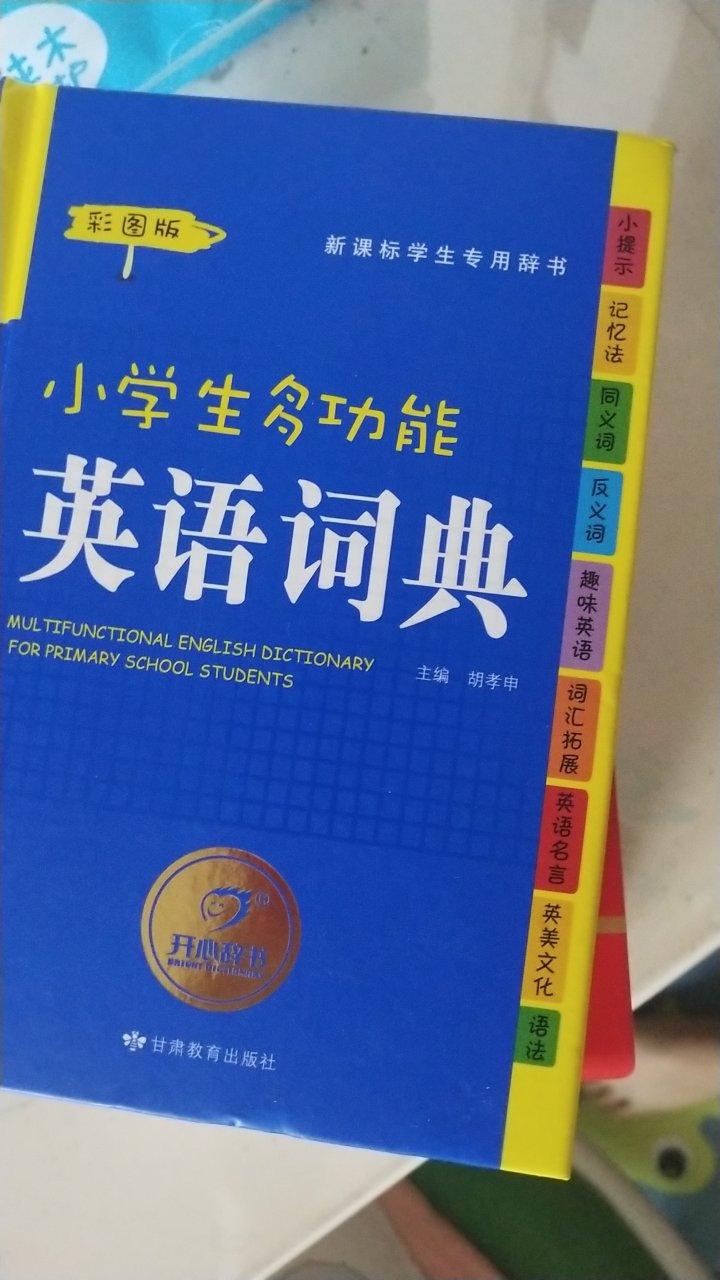 彩图版
新课标学生专用辞书
小学生多功能
英语词典
MULTIFUNCTIONAL ENGLISH DICTIONARY
FOR PRIMARY SCHOOL STUDENTS
主编 胡孝申
开心辞书
BRIGHT DICTIONARY
甘肃教育出版社
小提示
记忆法
同义词
反义词
趣味英语
词汇拓展
英语名言
英美文化
语法